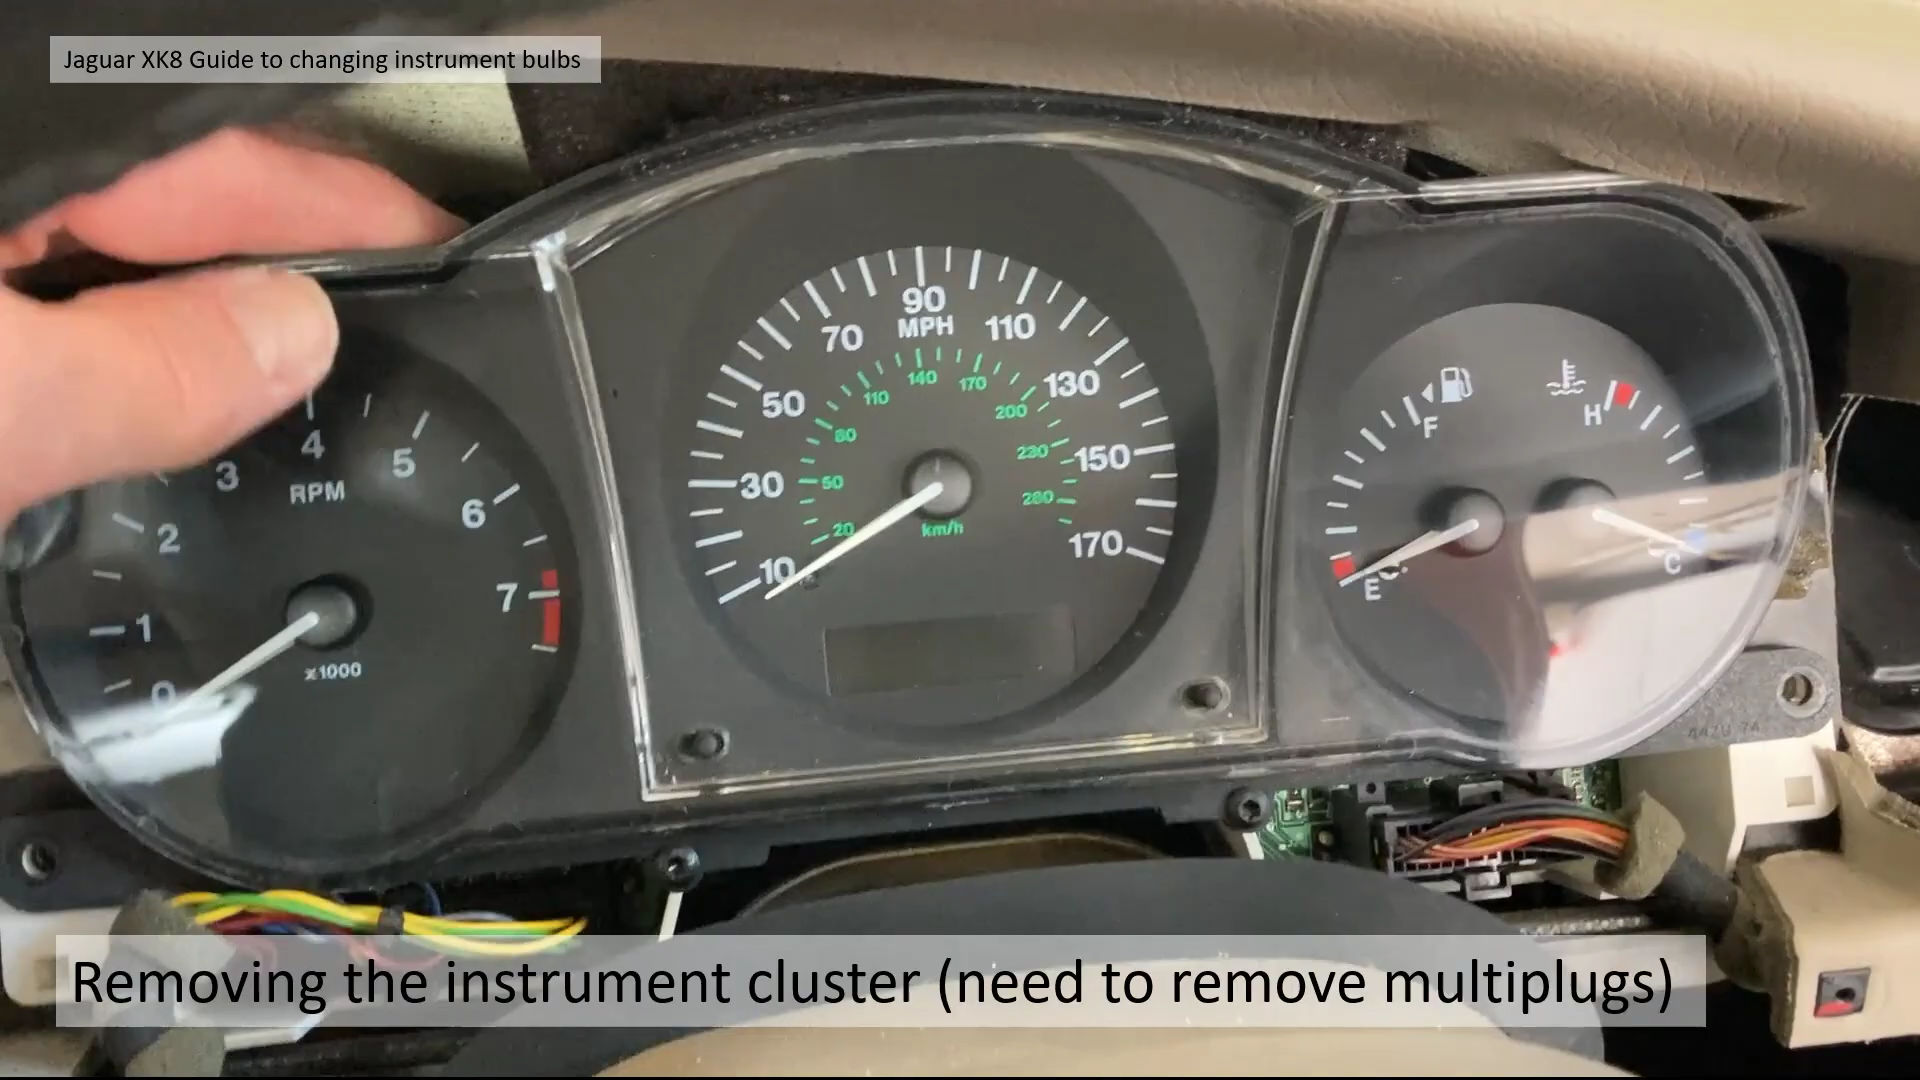 Jaguar XK8 Guide to changing instrument bulbs
0
1
2
3
4
5
6
7
RPM
x1000
10
30
50
70
90
110
130
150
170
MPH
20
50
80
110
140
170
200
230
260
km/h
F
E
H
C
Removing the instrument cluster (need to remove multiplugs)